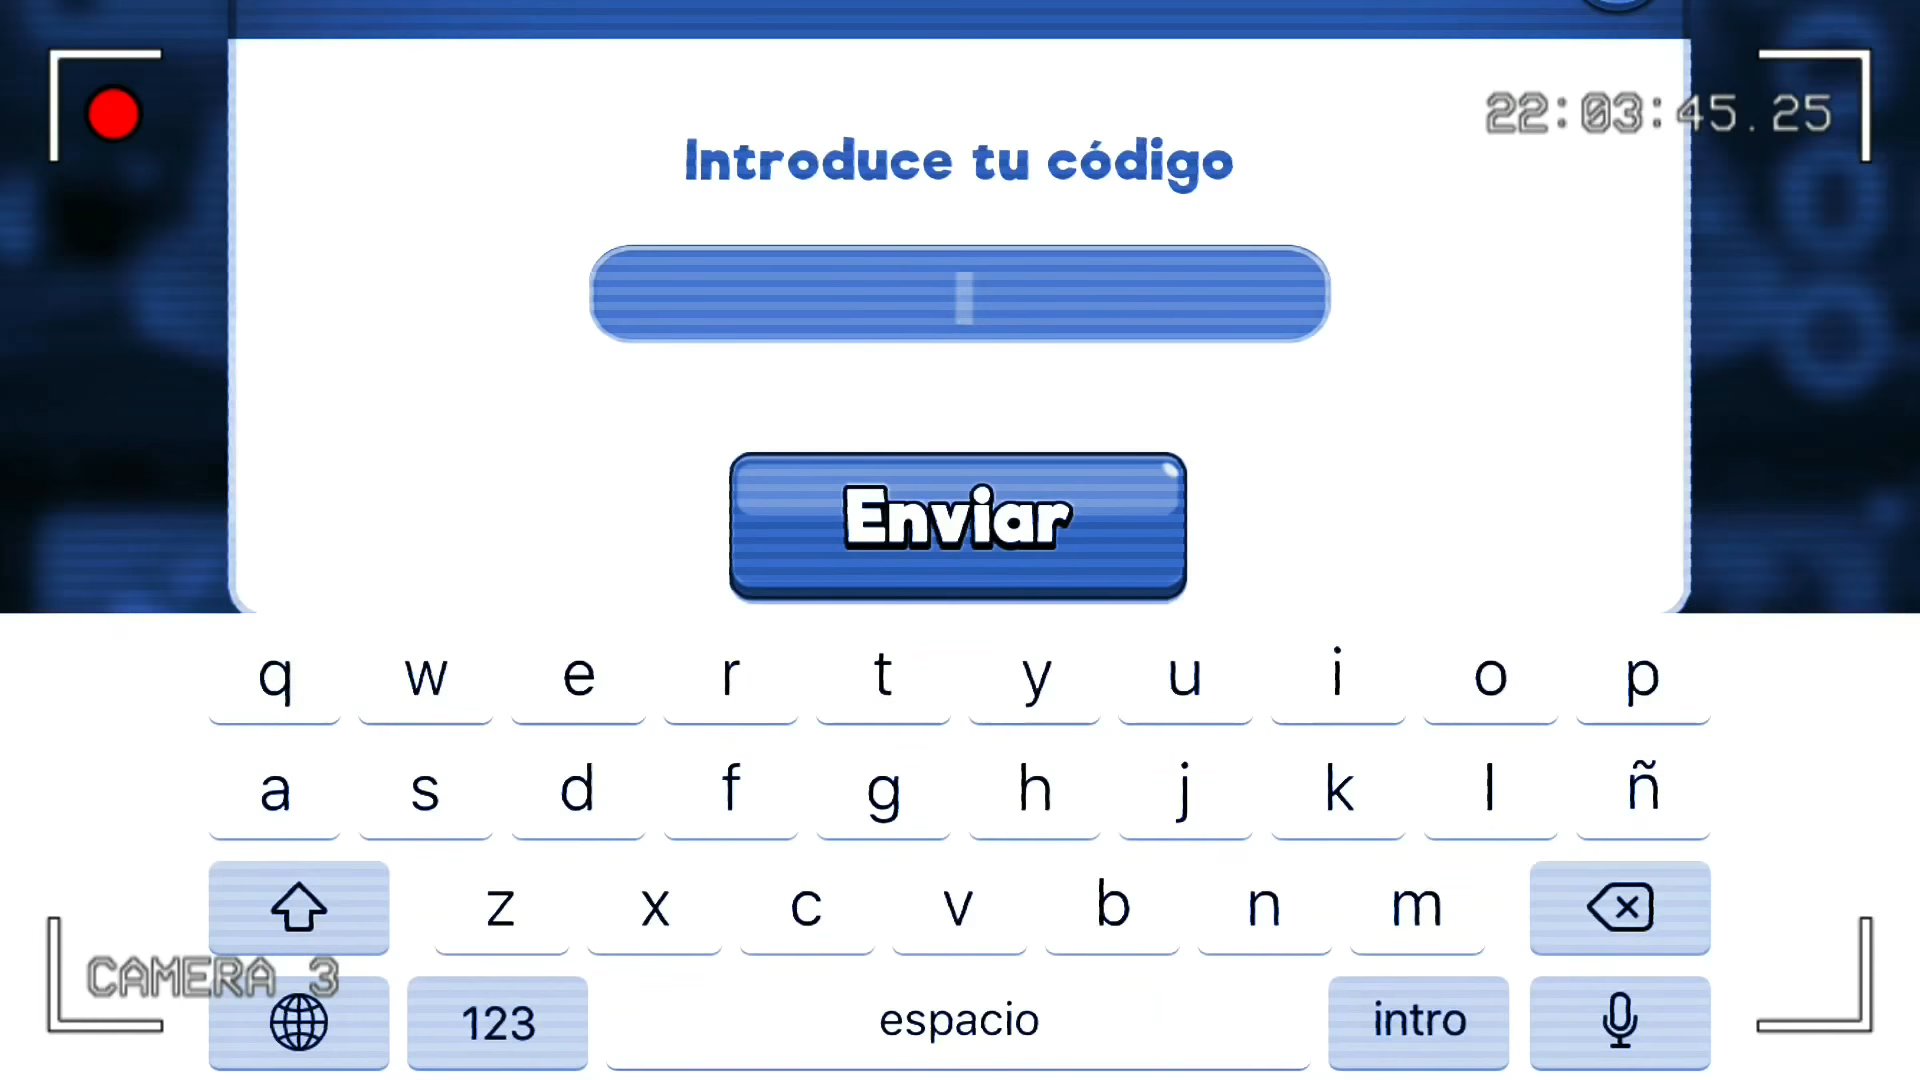 22:03:45.25
Introduce tu código
Enviar
q w e r t y u i o p
a s d f g h j k l ñ
z x c v b n m
CAMERA 3
123 espacio intro